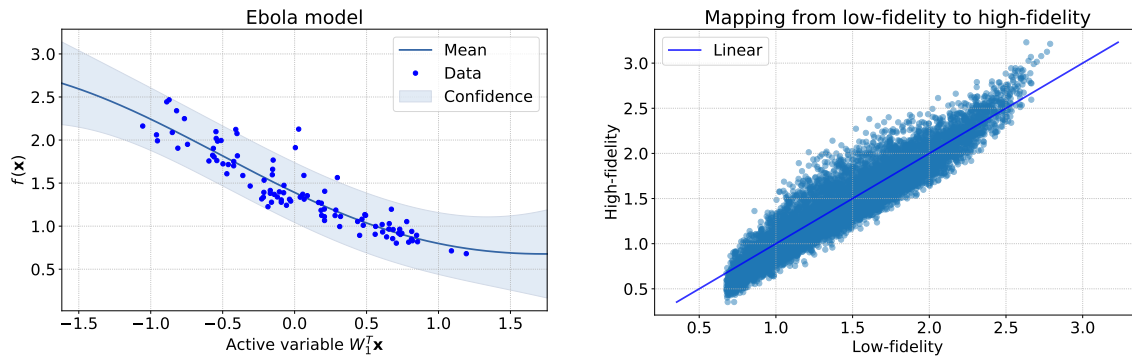 Ebola model
f(x)
3.0
2.5
2.0
1.5
1.0
0.5
−1.5 −1.0 −0.5 0.0 0.5 1.0 1.5
Active variable W₁ᵀx
Mean
Data
Confidence
Mapping from low-fidelity to high-fidelity
High-fidelity
3.0
2.5
2.0
1.5
1.0
0.5
0.5 1.0 1.5 2.0 2.5 3.0
Low-fidelity
Linear